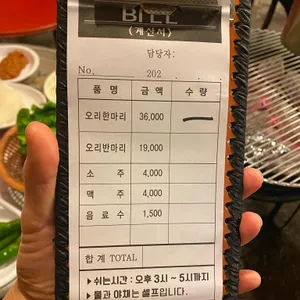 BILL
(계산서)
담당자:
No. 202 . . .
품 명 금 액 수 량
오리한마리 36,000 —
오리반마리 19,000
소 주 4,000
맥 주 4,000
음 료 수 1,500
합 계 TOTAL
▶ 쉬는시간 : 오후 3시 ~ 5시까지
▶ 물과 야채는 셀프입니다.